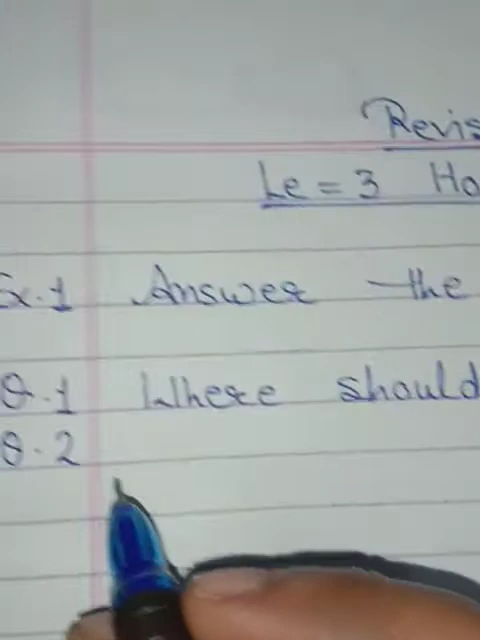 Revis
Le = 3 Ho
Ex.1 Answer the
Q.1 Where should
Q.2